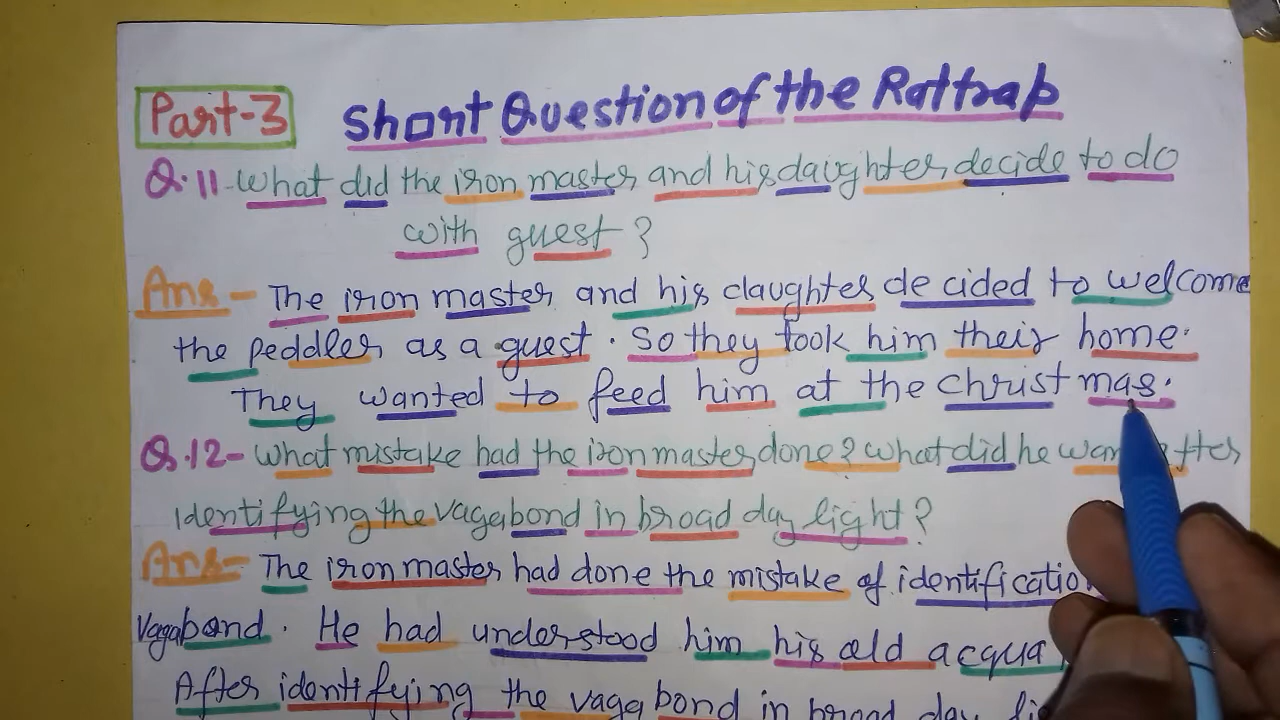 Part-3
Short Question of the Rattrap
Q.11- What did the iron master and his daughter decide to do
with guest?
Ans- The iron master and his daughter decided to welcome
the peddler as a guest. So they took him their home.
They wanted to feed him at the christmas.
Q.12- What mistake had the iron master done? What did he
identifying the vagabond in broad day light?
Ans- The iron master had done the mistake of
vagabond. He had understood him his old
After identifying the vagabond in broad day